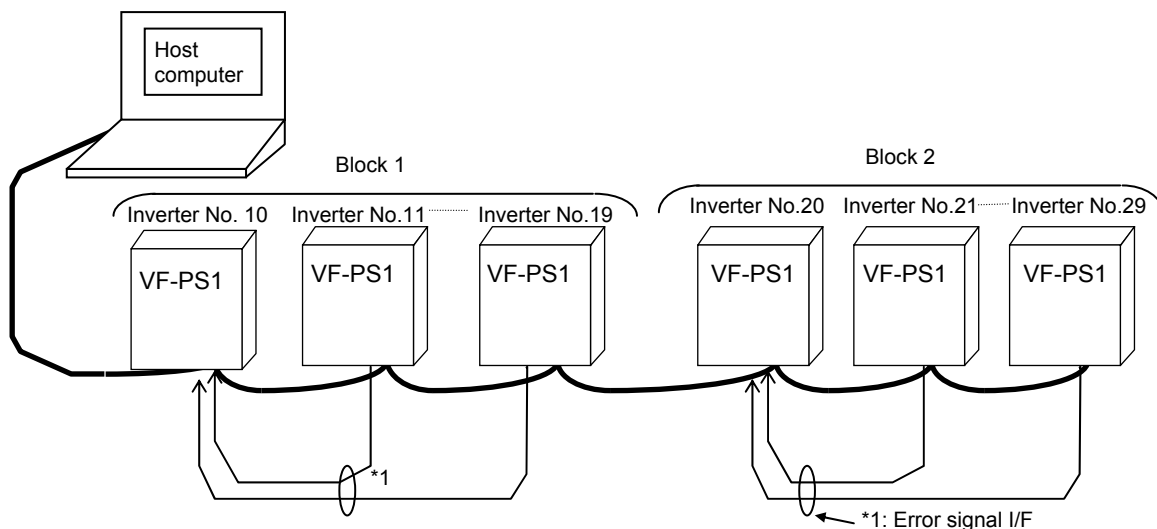 Host
computer
Block 1
Block 2
Inverter No. 10
Inverter No.11
Inverter No.19
Inverter No.20
Inverter No.21
Inverter No.29
VF-PS1
VF-PS1
VF-PS1
VF-PS1
VF-PS1
VF-PS1
*1
*1: Error signal I/F